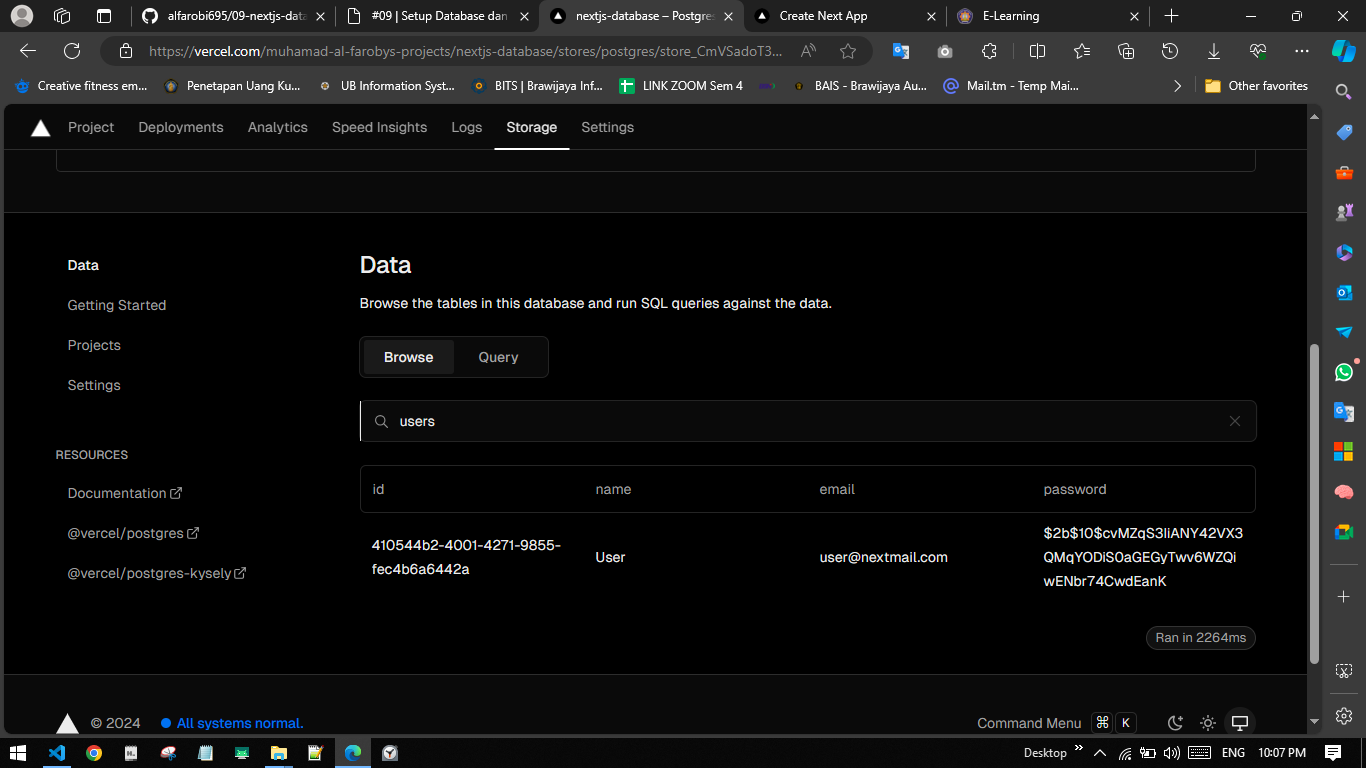 alfarobi695/09-nextjs-data
#09 | Setup Database dan
nextjs-database – Postgre
Create Next App
E-Learning
https://vercel.com/muhamad-al-farobys-projects/nextjs-database/stores/postgres/store_CmVSadoT3...
Creative fitness em...
Penetapan Uang Ku...
UB Information Syst...
BITS | Brawijaya Inf...
LINK ZOOM Sem 4
BAIS - Brawijaya Au...
Mail.tm - Temp Mai...
Other favorites
Project
Deployments
Analytics
Speed Insights
Logs
Storage
Settings
Data
Getting Started
Projects
Settings
RESOURCES
Documentation
@vercel/postgres
@vercel/postgres-kysely
Data
Browse the tables in this database and run SQL queries against the data.
Browse
Query
users
id
name
email
password
410544b2-4001-4271-9855-
fec4b6a6442a
User
user@nextmail.com
$2b$10$cvMZqS3liANY42VX3
QMqYODiSOaGEGyTwv6WZQi
wENbr74CwdEanK
Ran in 2264ms
© 2024
All systems normal.
Command Menu
⌘
K
Desktop
ENG
10:07 PM